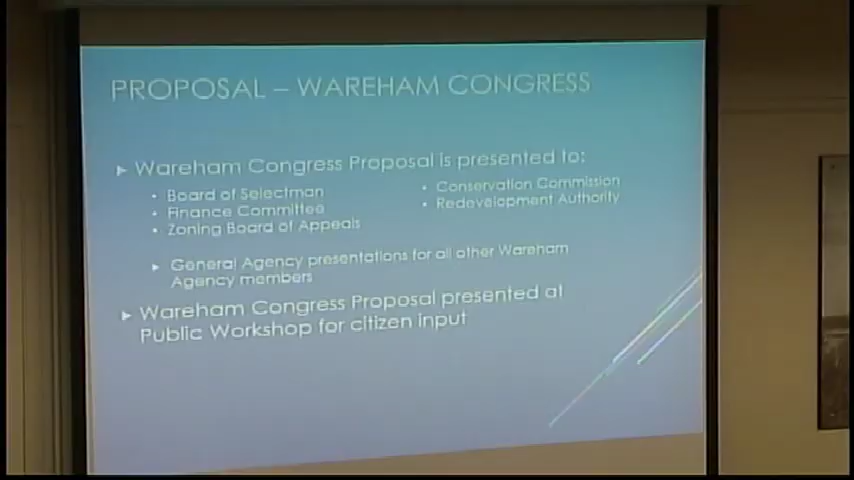 PROPOSAL – WAREHAM CONGRESS
Wareham Congress Proposal is presented to:
Board of Selectman
Finance Committee
Zoning Board of Appeals
Conservation Commission
Redevelopment Authority
General Agency presentations for all other Wareham
Agency members
Wareham Congress Proposal presented at
Public Workshop for citizen input